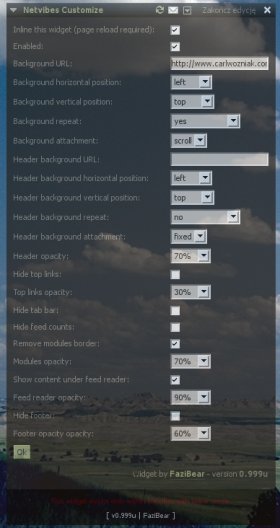 Netvibes Customize Zakończ edycję
Inline this widget (page reload required):
Enabled:
Background URL: http://www.carlwozniak.cor
Background horizontal position: left
Background vertical position: top
Background repeat: yes
Background attachment: scroll
Header background URL:
Header background horizontal position: left
Header background vertical position: top
Header background repeat: no
Header background attachment: fixed
Header opacity: 70%
Hide top links:
Top links opacity: 30%
Hide tab bar:
Hide feed counts:
Remove modules border:
Modules opacity: 70%
Show content under feed reader:
Feed reader opacity: 90%
Hide footer:
Footer opacity opacity: 60%
Ok
Widget by FaziBear - version 0.999u
[ v0.999u | FaziBear ]